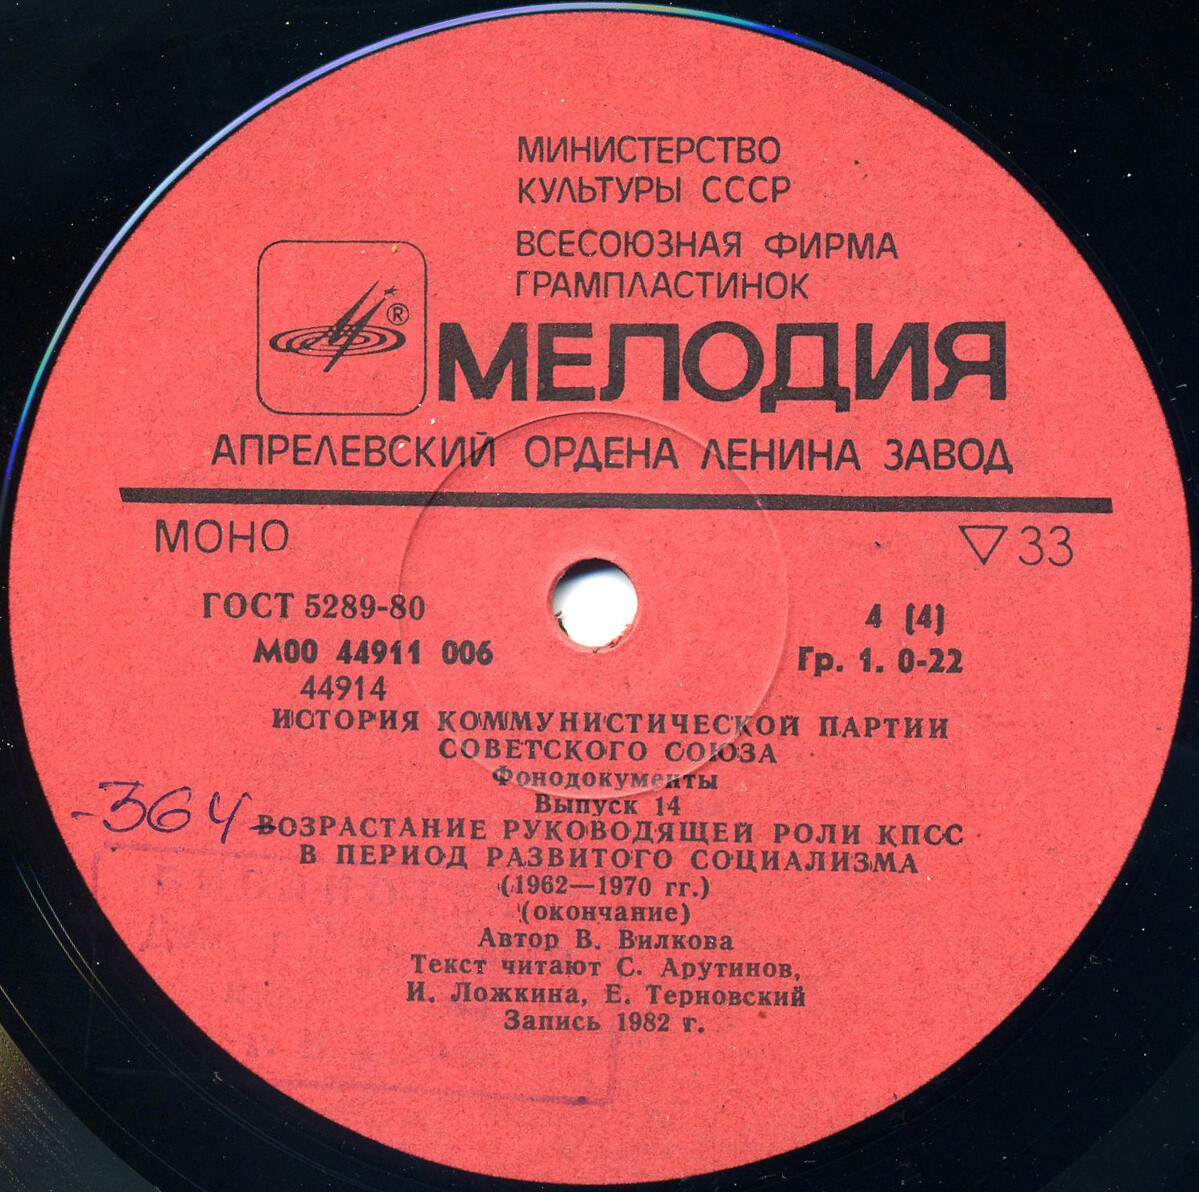 МИНИСТЕРСТВО
КУЛЬТУРЫ СССР
ВСЕСОЮЗНАЯ ФИРМА
ГРАМПЛАСТИНОК
®
МЕЛОДИЯ
АПРЕЛЕВСКИЙ ОРДЕНА ЛЕНИНА ЗАВОД
МОНО ▽33
ГОСТ 5289-80 4 (4)
М00 44911 006 Гр. 1. 0-22
44914
ИСТОРИЯ КОММУНИСТИЧЕСКОЙ ПАРТИИ
СОВЕТСКОГО СОЮЗА
Фонодокументы
Выпуск 14
-364-
ВОЗРАСТАНИЕ РУКОВОДЯЩЕЙ РОЛИ КПСС
В ПЕРИОД РАЗВИТОГО СОЦИАЛИЗМА
(1962—1970 гг.)
(окончание)
Автор В. Вилкова
Текст читают С. Арутинов,
И. Ложкина, Е. Терновский
Запись 1982 г.